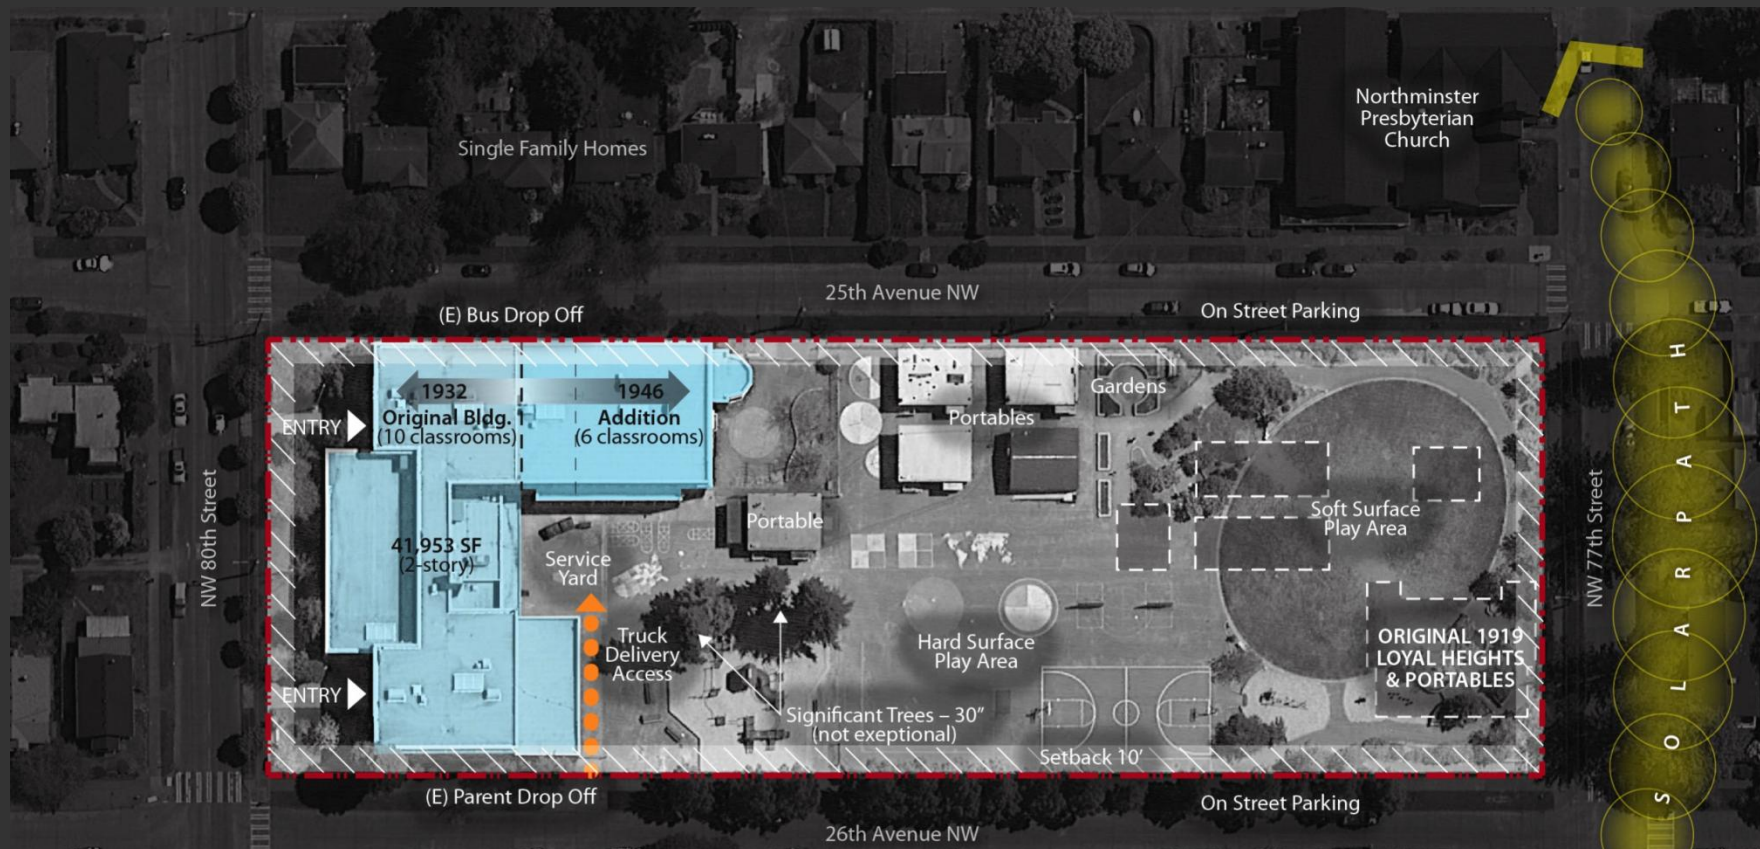 Northminster
Presbyterian
Church
Single Family Homes
25th Avenue NW
(E) Bus Drop Off
On Street Parking
1932
Original Bldg.
(10 classrooms)
1946
Addition
(6 classrooms)
ENTRY
Gardens
Portables
NW 80th Street
41,953 SF
(2-story)
Service
Yard
Portable
Soft Surface
Play Area
NW 77th Street
SOLAR PATH
Truck
Delivery
Access
Hard Surface
Play Area
ORIGINAL 1919
LOYAL HEIGHTS
& PORTABLES
ENTRY
Significant Trees – 30”
(not exeptional)
Setback 10’
(E) Parent Drop Off
On Street Parking
26th Avenue NW